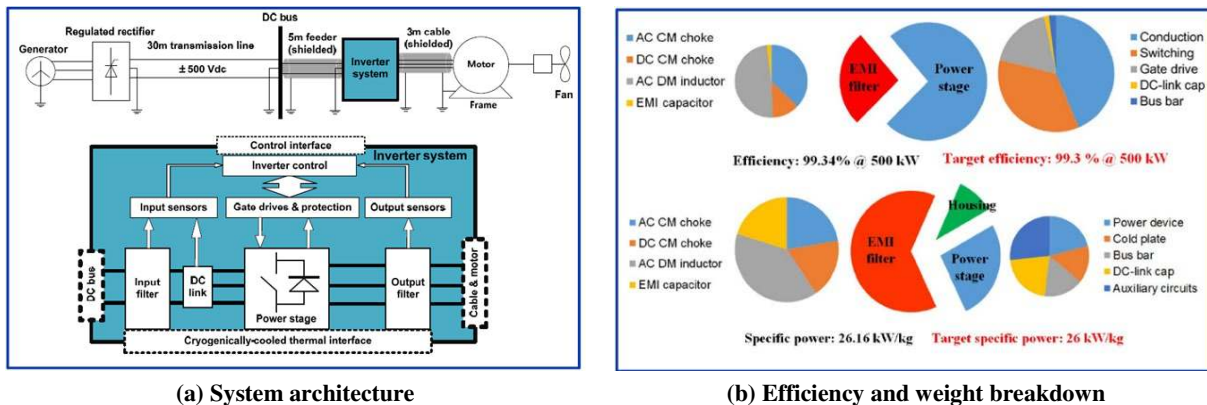 DC bus
Regulated rectifier
Generator
30m transmission line
± 500 Vdc
5m feeder
(shielded)
Inverter
system
3m cable
(shielded)
Motor
Frame
Fan
Control interface
Inverter system
Inverter control
Input sensors
Gate drives & protection
Output sensors
DC bus
Input
filter
DC
link
Power stage
Output
filter
Cable & motor
Cryogenically-cooled thermal interface
(a) System architecture
AC CM choke
DC CM choke
AC DM inductor
EMI capacitor
EMI
filter
Power
stage
Conduction
Switching
Gate drive
DC-link cap
Bus bar
Efficiency: 99.34% @ 500 kW
Target efficiency: 99.3 % @ 500 kW
AC CM choke
DC CM choke
AC DM inductor
EMI capacitor
EMI
filter
Housing
Power
stage
Power device
Cold plate
Bus bar
DC-link cap
Auxiliary circuits
Specific power: 26.16 kW/kg
Target specific power: 26 kW/kg
(b) Efficiency and weight breakdown